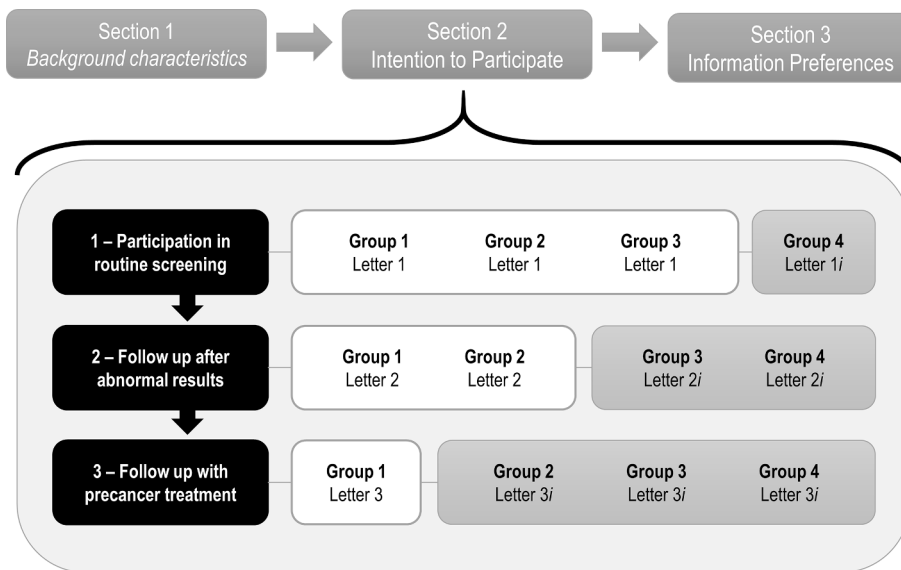 Section 1
Background characteristics
Section 2
Intention to Participate
Section 3
Information Preferences
1 – Participation in
routine screening
Group 1
Letter 1
Group 2
Letter 1
Group 3
Letter 1
Group 4
Letter 1i
2 – Follow up after
abnormal results
Group 1
Letter 2
Group 2
Letter 2
Group 3
Letter 2i
Group 4
Letter 2i
3 – Follow up with
precancer treatment
Group 1
Letter 3
Group 2
Letter 3i
Group 3
Letter 3i
Group 4
Letter 3i